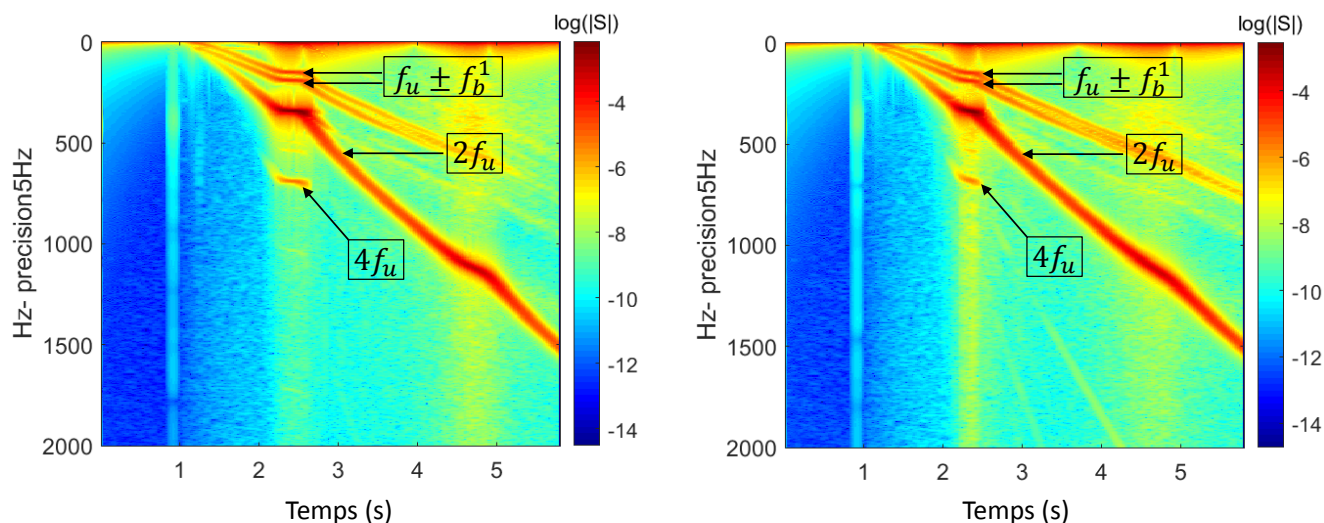 log(|S|)
0
500
1000
1500
2000
Hz- precision5Hz
1
2
3
4
5
Temps (s)
-4
-6
-8
-10
-12
-14
$f_u \pm f_b^1$
$2f_u$
$4f_u$
log(|S|)
0
500
1000
1500
2000
Hz- precision5Hz
1
2
3
4
5
Temps (s)
-4
-6
-8
-10
-12
-14
$f_u \pm f_b^1$
$2f_u$
$4f_u$